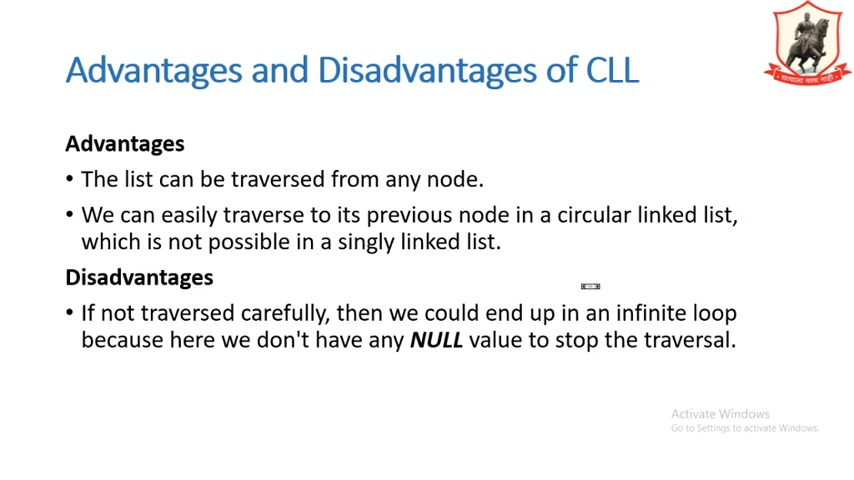 Advantages and Disadvantages of CLL
Advantages
• The list can be traversed from any node.
• We can easily traverse to its previous node in a circular linked list,
which is not possible in a singly linked list.
Disadvantages
• If not traversed carefully, then we could end up in an infinite loop
because here we don't have any NULL value to stop the traversal.
Activate Windows
Go to Settings to activate Windows.